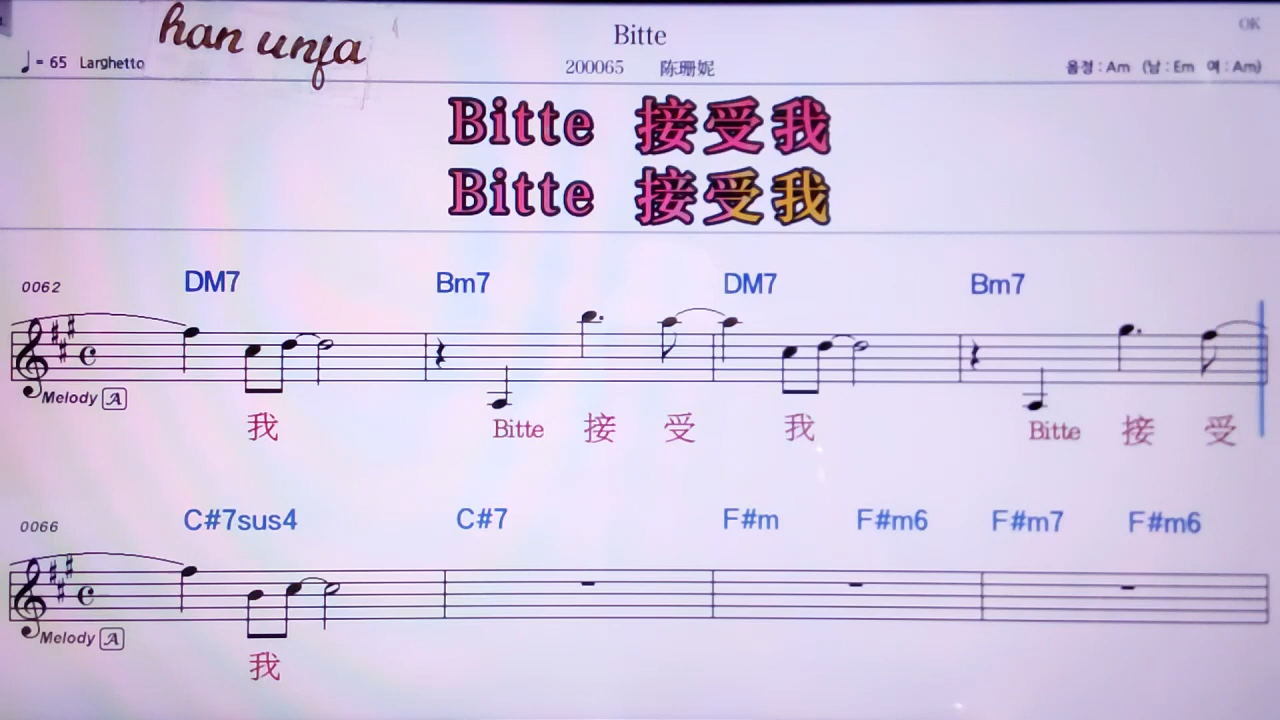 han unfa
Bitte
OK
♩= 65 Larghetto
200065 陈珊妮
음정 : Am (남 : Em 여 : Am)
Bitte 接受我
Bitte 接受我
0062 DM7 Bm7 DM7 Bm7
Melody A
我 Bitte 接 受 我 Bitte 接 受
0066 C#7sus4 C#7 F#m F#m6 F#m7 F#m6
Melody A
我